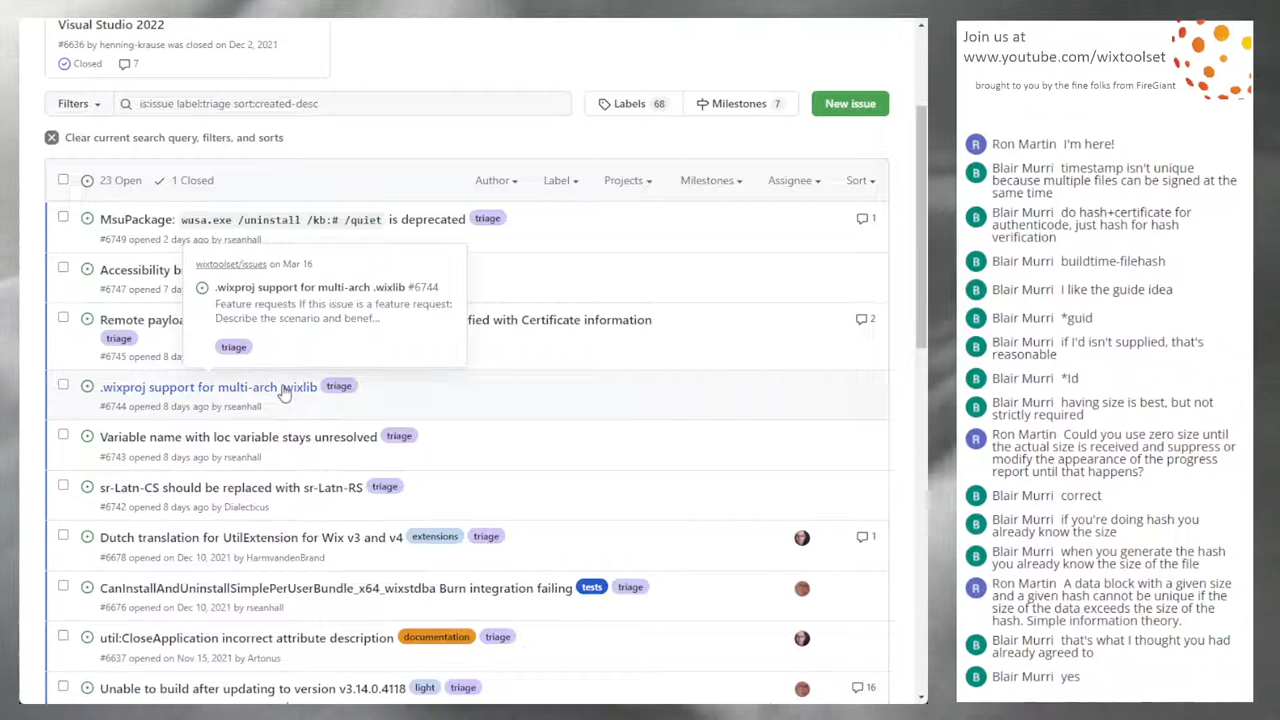 Visual Studio 2022
#6636 by henning-krause was closed on Dec 2, 2021
Closed 7
Filters
is:issue label:triage sort:created-desc
Labels 68
Milestones 7
New issue
Clear current search query, filters, and sorts
23 Open 1 Closed
Author Label Projects Milestones Assignee Sort
MsuPackage: wusa.exe /uninstall /kb:# /quiet is deprecated triage 1
#6749 opened 2 days ago by rseanhall
Accessibility b
#6747 opened 7 d
Remote payloa fied with Certificate information 2
triage
#6745 opened 8 da
wixtoolset/issues on Mar 16
.wixproj support for multi-arch .wixlib #6744
Feature requests If this issue is a feature request:
Describe the scenario and benef...
triage
.wixproj support for multi-arch .wixlib triage
#6744 opened 8 days ago by rseanhall
Variable name with loc variable stays unresolved triage
#6743 opened 8 days ago by rseanhall
sr-Latn-CS should be replaced with sr-Latn-RS triage
#6742 opened 8 days ago by Dialecticus
Dutch translation for UtilExtension for Wix v3 and v4 extensions triage 1
#6678 opened on Dec 10, 2021 by HarmvandenBrand
CanInstallAndUninstallSimplePerUserBundle_x64_wixstdba Burn integration failing tests triage
#6676 opened on Dec 10, 2021 by rseanhall
util:CloseApplication incorrect attribute description documentation triage
#6637 opened on Nov 15, 2021 by Artonus
Unable to build after updating to version v3.14.0.4118 light triage 16
Join us at
www.youtube.com/wixtoolset
brought to you by the fine folks from FireGiant
R Ron Martin I'm here!
B Blair Murri timestamp isn't unique
because multiple files can be signed at the
same time
B Blair Murri do hash+certificate for
authenticode, just hash for hash
verification
B Blair Murri buildtime-filehash
B Blair Murri I like the guide idea
B Blair Murri *guid
B Blair Murri if I'd isn't supplied, that's
reasonable
B Blair Murri *Id
B Blair Murri having size is best, but not
strictly required
R Ron Martin Could you use zero size until
the actual size is received and suppress or
modify the appearance of the progress
report until that happens?
B Blair Murri correct
B Blair Murri if you're doing hash you
already know the size
B Blair Murri when you generate the hash
you already know the size of the file
R Ron Martin A data block with a given size
and a given hash cannot be unique if the
size of the data exceeds the size of the
hash. Simple information theory.
B Blair Murri that's what I thought you had
already agreed to
B Blair Murri yes